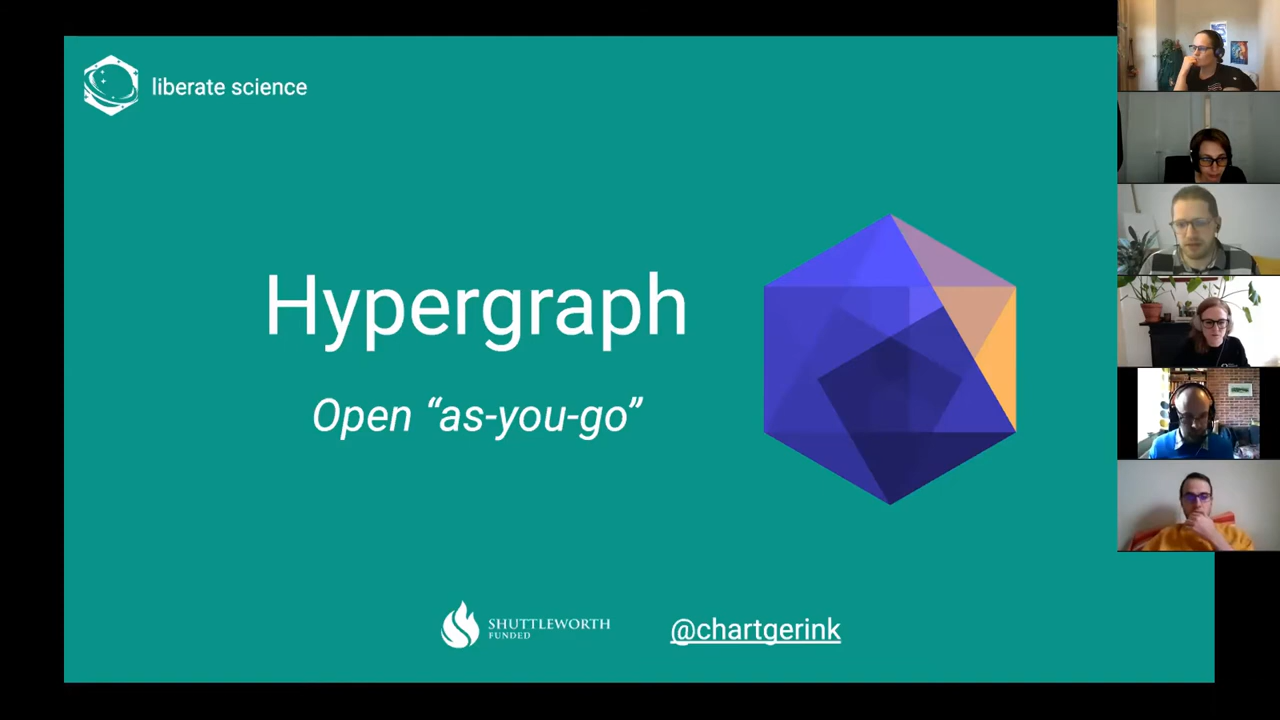 liberate science
Hypergraph
Open “as-you-go”
SHUTTLEWORTH
FUNDED
@chartgerink